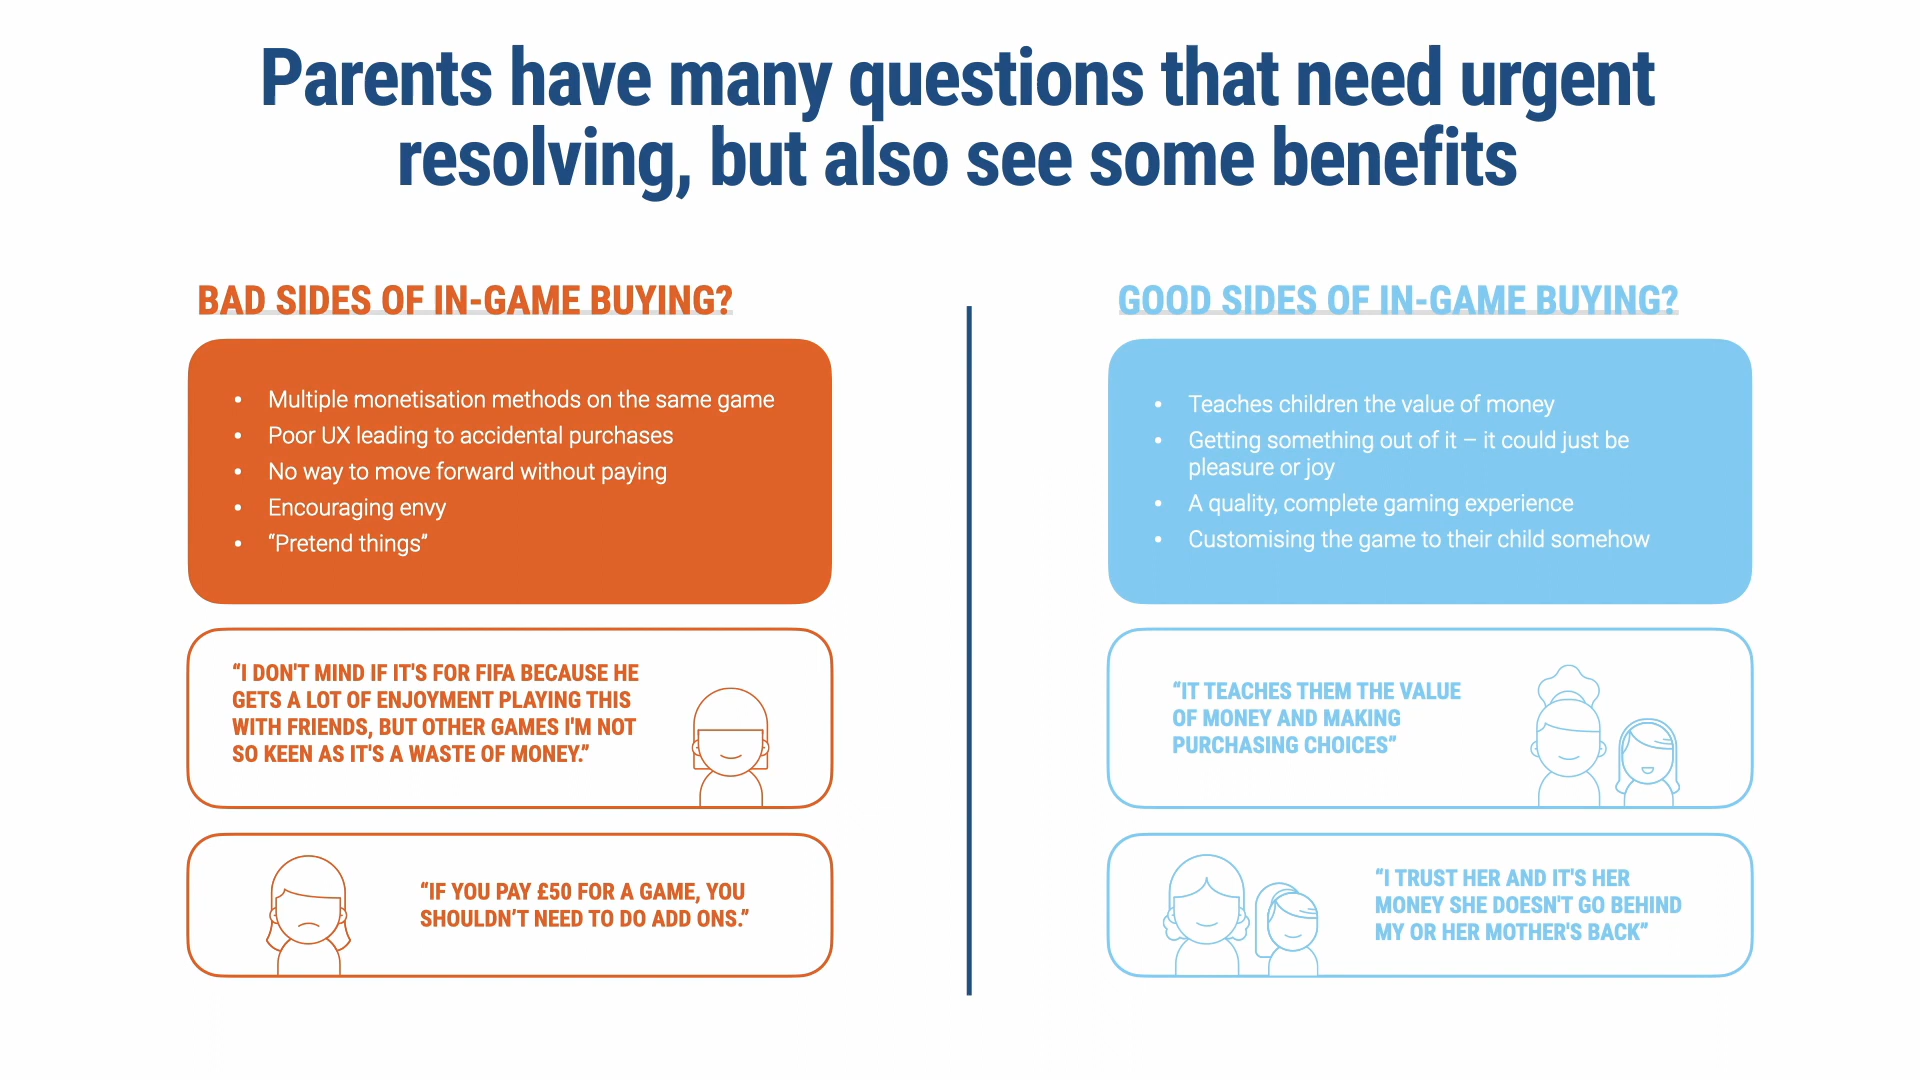 Parents have many questions that need urgent
resolving, but also see some benefits
BAD SIDES OF IN-GAME BUYING?
• Multiple monetisation methods on the same game
• Poor UX leading to accidental purchases
• No way to move forward without paying
• Encouraging envy
• “Pretend things”
“I DON'T MIND IF IT'S FOR FIFA BECAUSE HE
GETS A LOT OF ENJOYMENT PLAYING THIS
WITH FRIENDS, BUT OTHER GAMES I'M NOT
SO KEEN AS IT'S A WASTE OF MONEY.”
“IF YOU PAY £50 FOR A GAME, YOU
SHOULDN’T NEED TO DO ADD ONS.”
GOOD SIDES OF IN-GAME BUYING?
• Teaches children the value of money
• Getting something out of it – it could just be
pleasure or joy
• A quality, complete gaming experience
• Customising the game to their child somehow
“IT TEACHES THEM THE VALUE
OF MONEY AND MAKING
PURCHASING CHOICES”
“I TRUST HER AND IT'S HER
MONEY SHE DOESN'T GO BEHIND
MY OR HER MOTHER'S BACK”